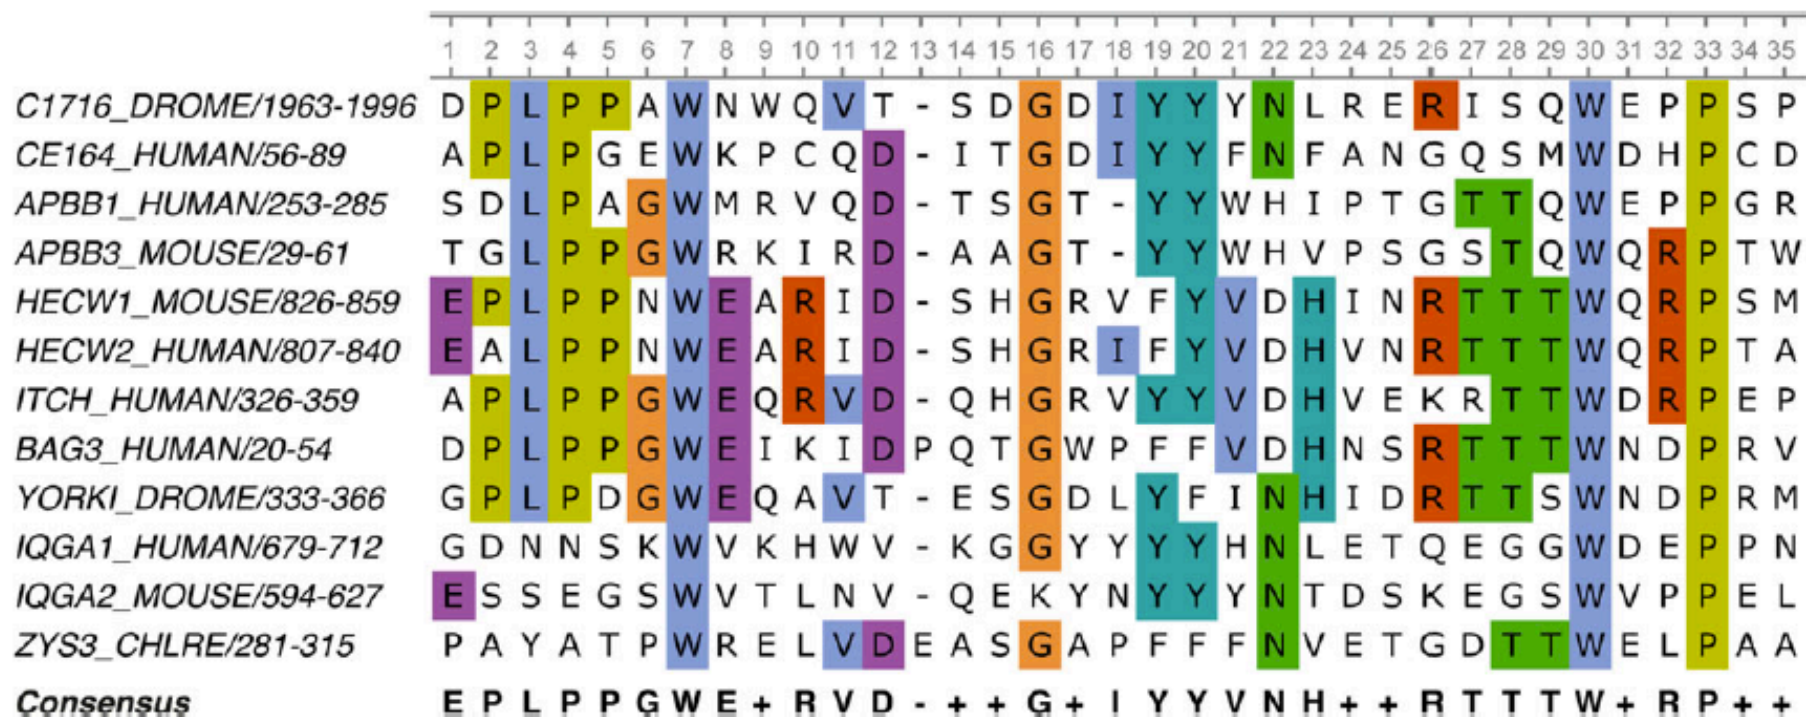 1 2 3 4 5 6 7 8 9 10 11 12 13 14 15 16 17 18 19 20 21 22 23 24 25 26 27 28 29 30 31 32 33 34 35
C1716_DROME/1963-1996 D P L P P A W N W Q V T - S D G D I Y Y Y N L R E R I S Q W E P P S P
CE164_HUMAN/56-89 A P L P G E W K P C Q D - I T G D I Y Y F N F A N G Q S M W D H P C D
APBB1_HUMAN/253-285 S D L P A G W M R V Q D - T S G T - Y Y W H I P T G T T Q W E P P G R
APBB3_MOUSE/29-61 T G L P P G W R K I R D - A A G T - Y Y W H V P S G S T Q W Q R P T W
HECW1_MOUSE/826-859 E P L P P N W E A R I D - S H G R V F Y V D H I N R T T T W Q R P S M
HECW2_HUMAN/807-840 E A L P P N W E A R I D - S H G R I F Y V D H V N R T T T W Q R P T A
ITCH_HUMAN/326-359 A P L P P G W E Q R V D - Q H G R V Y Y V D H V E K R T T W D R P E P
BAG3_HUMAN/20-54 D P L P P G W E I K I D P Q T G W P F F V D H N S R T T T W N D P R V
YORKI_DROME/333-366 G P L P D G W E Q A V T - E S G D L Y F I N H I D R T T S W N D P R M
IQGA1_HUMAN/679-712 G D N N S K W V K H W V - K G G Y Y Y Y H N L E T Q E G G W D E P P N
IQGA2_MOUSE/594-627 E S S E G S W V T L N V - Q E K Y N Y Y Y N T D S K E G S W V P P E L
ZYS3_CHLRE/281-315 P A Y A T P W R E L V D E A S G A P F F F N V E T G D T T W E L P A A
Consensus E P L P P G W E + R V D - + + G + I Y Y V N H + + R T T T W + R P + +